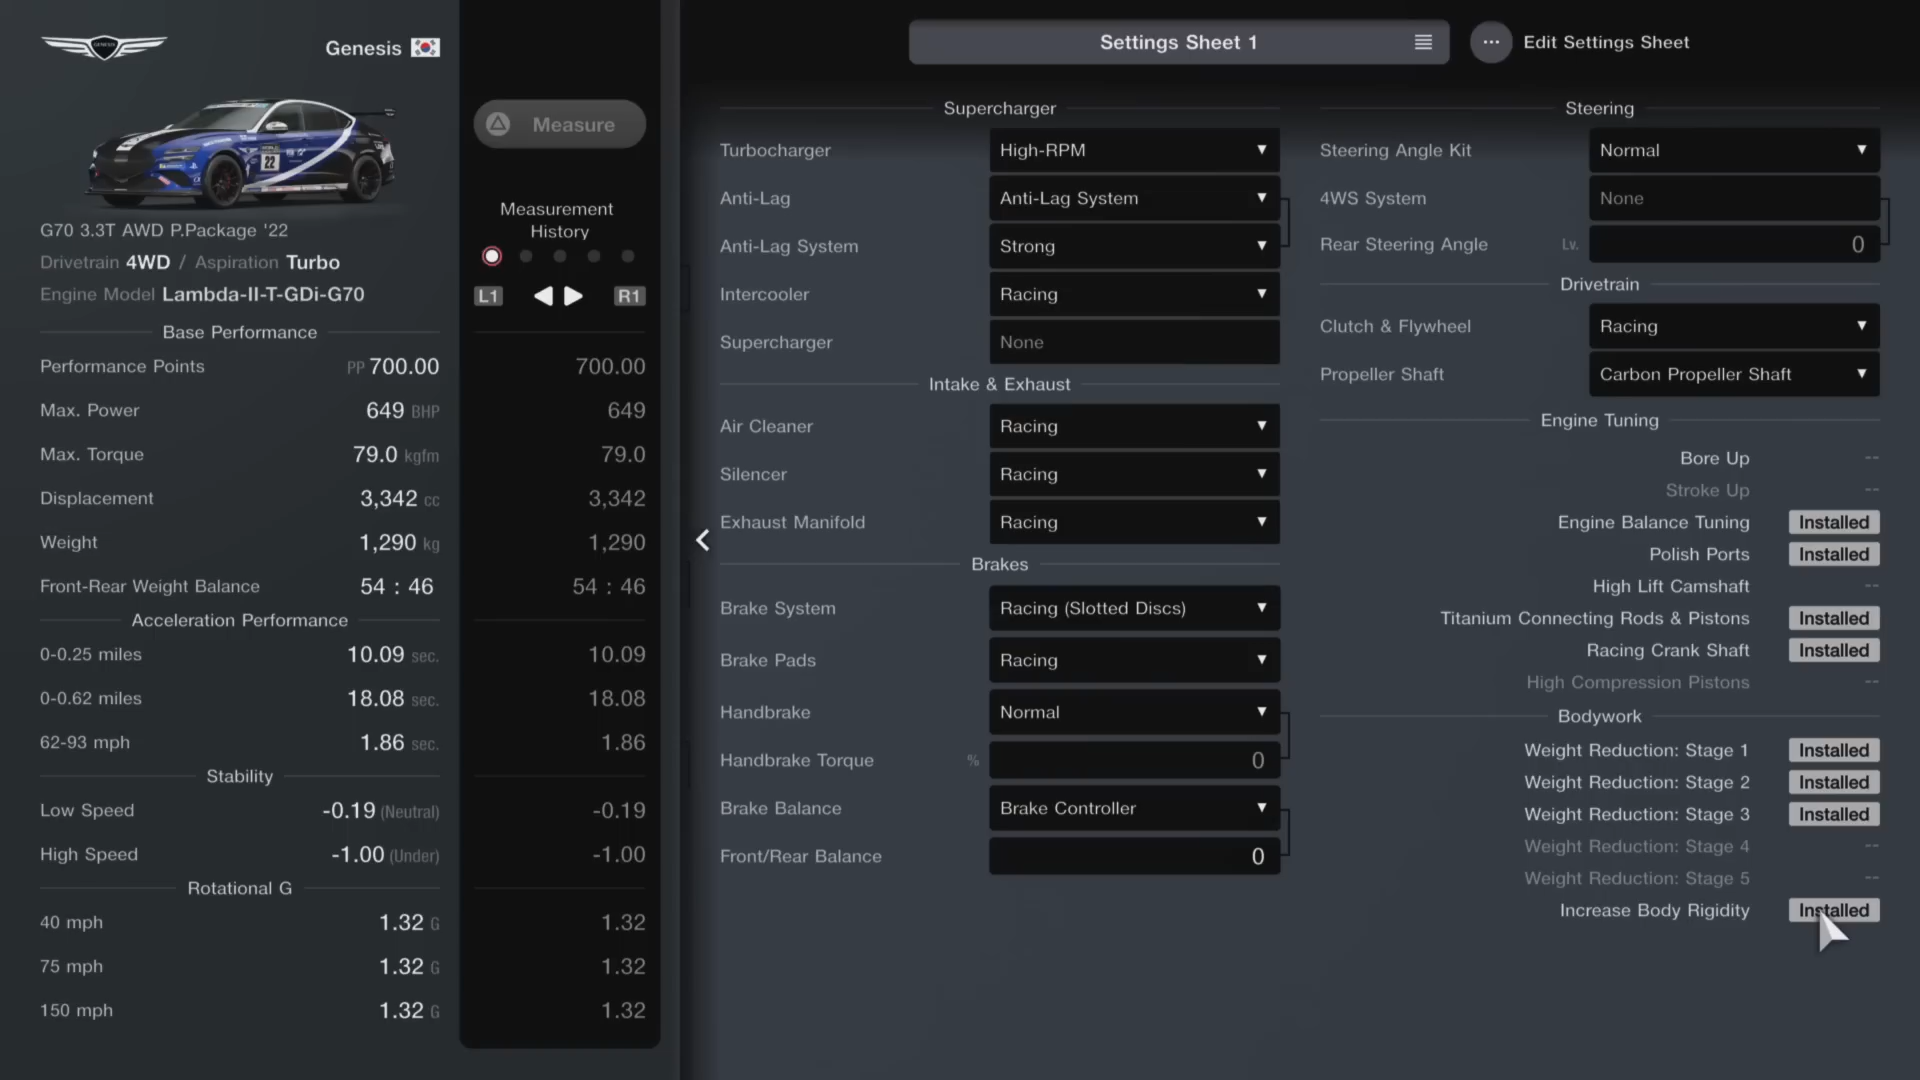 Genesis
G70 3.3T AWD P.Package '22
Drivetrain 4WD / Aspiration Turbo
Engine Model Lambda-II-T-GDi-G70
Base Performance
Performance Points PP 700.00
Max. Power 649 BHP
Max. Torque 79.0 kgfm
Displacement 3,342 cc
Weight 1,290 kg
Front-Rear Weight Balance 54 : 46
Acceleration Performance
0-0.25 miles 10.09 sec.
0-0.62 miles 18.08 sec.
62-93 mph 1.86 sec.
Stability
Low Speed -0.19 (Neutral)
High Speed -1.00 (Under)
Rotational G
40 mph 1.32 G
75 mph 1.32 G
150 mph 1.32 G
Measure
Measurement
History
L1 R1
700.00
649
79.0
3,342
1,290
54 : 46
10.09
18.08
1.86
-0.19
-1.00
1.32
1.32
1.32
Settings Sheet 1
Edit Settings Sheet
Supercharger
Turbocharger High-RPM
Anti-Lag Anti-Lag System
Anti-Lag System Strong
Intercooler Racing
Supercharger None
Intake & Exhaust
Air Cleaner Racing
Silencer Racing
Exhaust Manifold Racing
Brakes
Brake System Racing (Slotted Discs)
Brake Pads Racing
Handbrake Normal
Handbrake Torque % 0
Brake Balance Brake Controller
Front/Rear Balance 0
Steering
Steering Angle Kit Normal
4WS System None
Rear Steering Angle Lv. 0
Drivetrain
Clutch & Flywheel Racing
Propeller Shaft Carbon Propeller Shaft
Engine Tuning
Bore Up --
Stroke Up --
Engine Balance Tuning Installed
Polish Ports Installed
High Lift Camshaft --
Titanium Connecting Rods & Pistons Installed
Racing Crank Shaft Installed
High Compression Pistons --
Bodywork
Weight Reduction: Stage 1 Installed
Weight Reduction: Stage 2 Installed
Weight Reduction: Stage 3 Installed
Weight Reduction: Stage 4 --
Weight Reduction: Stage 5 --
Increase Body Rigidity Installed
22
GENESIS